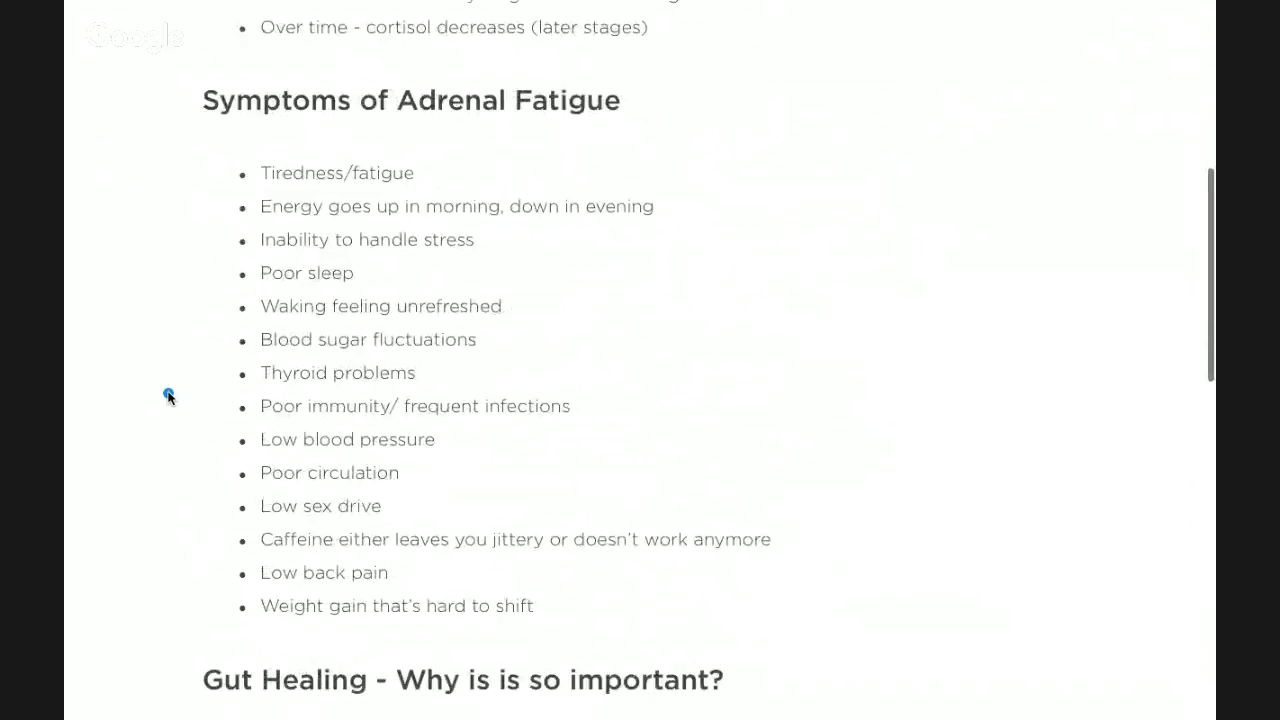 Google
Over time - cortisol decreases (later stages)
Symptoms of Adrenal Fatigue
Tiredness/fatigue
Energy goes up in morning, down in evening
Inability to handle stress
Poor sleep
Waking feeling unrefreshed
Blood sugar fluctuations
Thyroid problems
Poor immunity/ frequent infections
Low blood pressure
Poor circulation
Low sex drive
Caffeine either leaves you jittery or doesn't work anymore
Low back pain
Weight gain that's hard to shift
Gut Healing - Why is is so important?